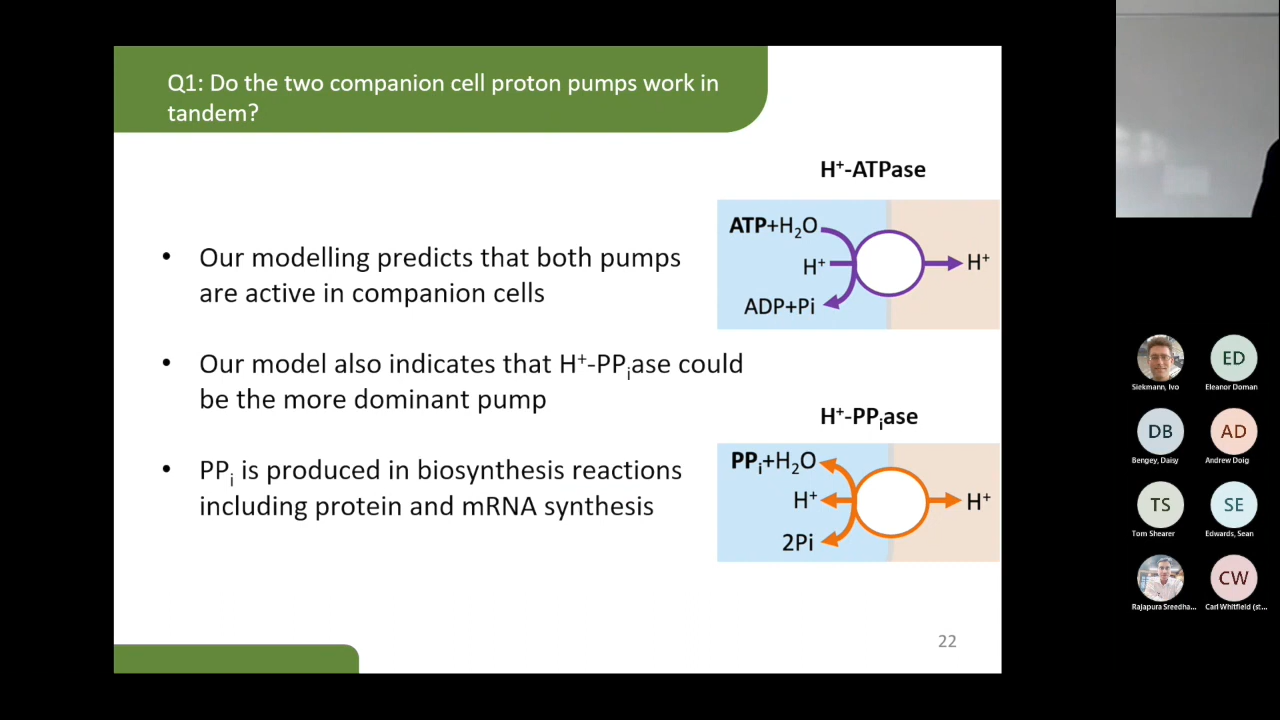 Q1: Do the two companion cell proton pumps work in
tandem?
H⁺-ATPase
ATP+H₂O
H⁺
H⁺
ADP+Pi
• Our modelling predicts that both pumps
are active in companion cells
• Our model also indicates that H⁺-PPᵢase could
be the more dominant pump
• PPᵢ is produced in biosynthesis reactions
including protein and mRNA synthesis
H⁺-PPᵢase
PPᵢ+H₂O
H⁺
H⁺
2Pi
22
Siekmann, Ivo
ED
Eleanor Doman
DB
Bengey, Daisy
AD
Andrew Doig
TS
Tom Shearer
SE
Edwards, Sean
Rajapura Sreedha...
CW
Carl Whitfield (st...